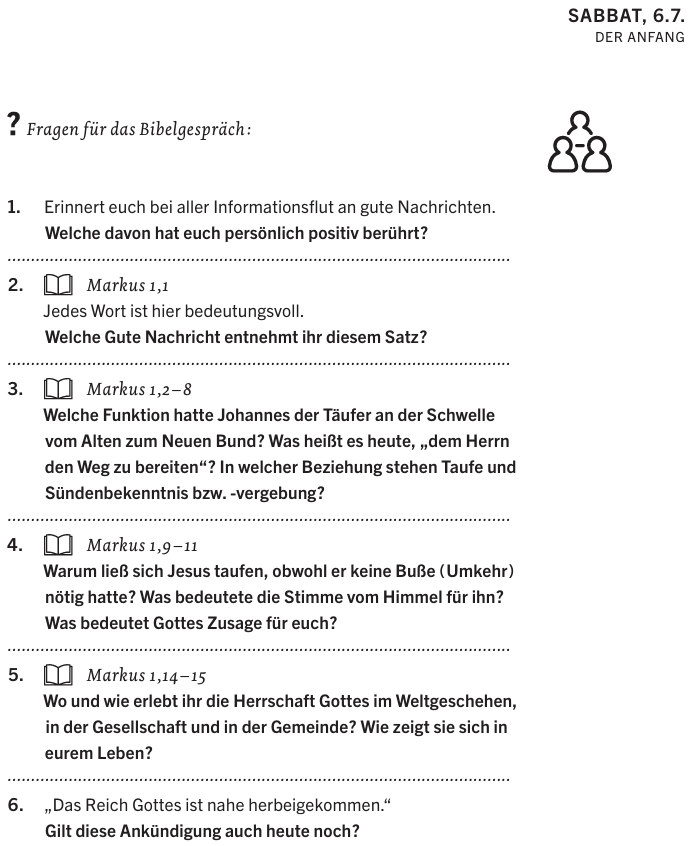 SABBAT, 6.7.
DER ANFANG
? Fragen für das Bibelgespräch:
1. Erinnert euch bei aller Informationsflut an gute Nachrichten.
Welche davon hat euch persönlich positiv berührt?
2. Markus 1,1
Jedes Wort ist hier bedeutungsvoll.
Welche Gute Nachricht entnehmt ihr diesem Satz?
3. Markus 1,2–8
Welche Funktion hatte Johannes der Täufer an der Schwelle
vom Alten zum Neuen Bund? Was heißt es heute, „dem Herrn
den Weg zu bereiten“? In welcher Beziehung stehen Taufe und
Sündenbekenntnis bzw. -vergebung?
4. Markus 1,9–11
Warum ließ sich Jesus taufen, obwohl er keine Buße (Umkehr)
nötig hatte? Was bedeutete die Stimme vom Himmel für ihn?
Was bedeutet Gottes Zusage für euch?
5. Markus 1,14–15
Wo und wie erlebt ihr die Herrschaft Gottes im Weltgeschehen,
in der Gesellschaft und in der Gemeinde? Wie zeigt sie sich in
eurem Leben?
6. „Das Reich Gottes ist nahe herbeigekommen.“
Gilt diese Ankündigung auch heute noch?